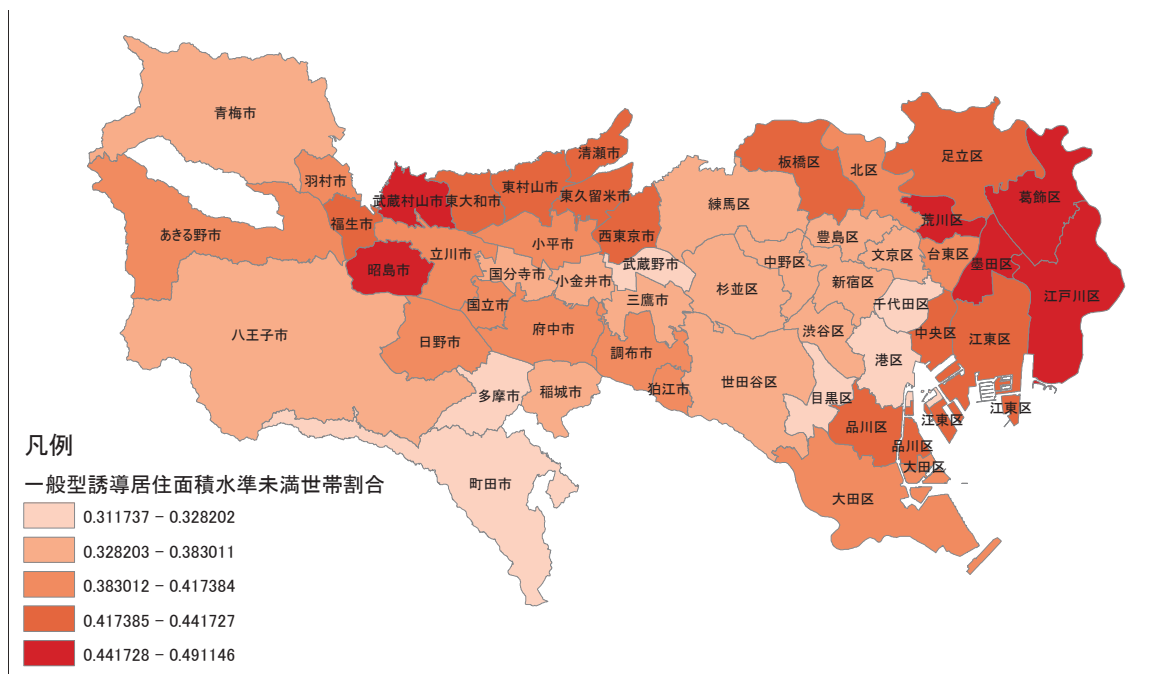 青梅市
清瀬市
足立区
板橋区
北区
羽村市
武蔵村山市
東大和市
東村山市
東久留米市
葛飾区
練馬区
荒川区
福生市
あきる野市
西東京市
豊島区
小平市
立川市
文京区
台東区
武蔵野市
中野区
墨田区
昭島市
国分寺市
小金井市
新宿区
杉並区
江戸川区
三鷹市
千代田区
国立市
府中市
渋谷区
中央区
江東区
八王子市
日野市
調布市
港区
世田谷区
狛江市
多摩市
稲城市
目黒区
江東区
江東区
品川区
品川区
大田区
町田市
大田区
凡例
一般型誘導居住面積水準未満世帯割合
0.311737 - 0.328202
0.328203 - 0.383011
0.383012 - 0.417384
0.417385 - 0.441727
0.441728 - 0.491146